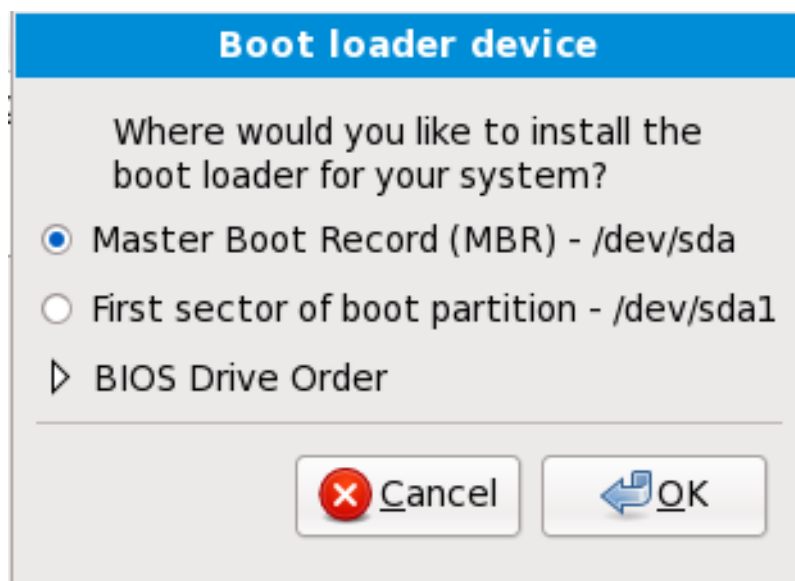 Boot loader device
Where would you like to install the
boot loader for your system?
Master Boot Record (MBR) - /dev/sda
First sector of boot partition - /dev/sda1
BIOS Drive Order
Cancel
OK